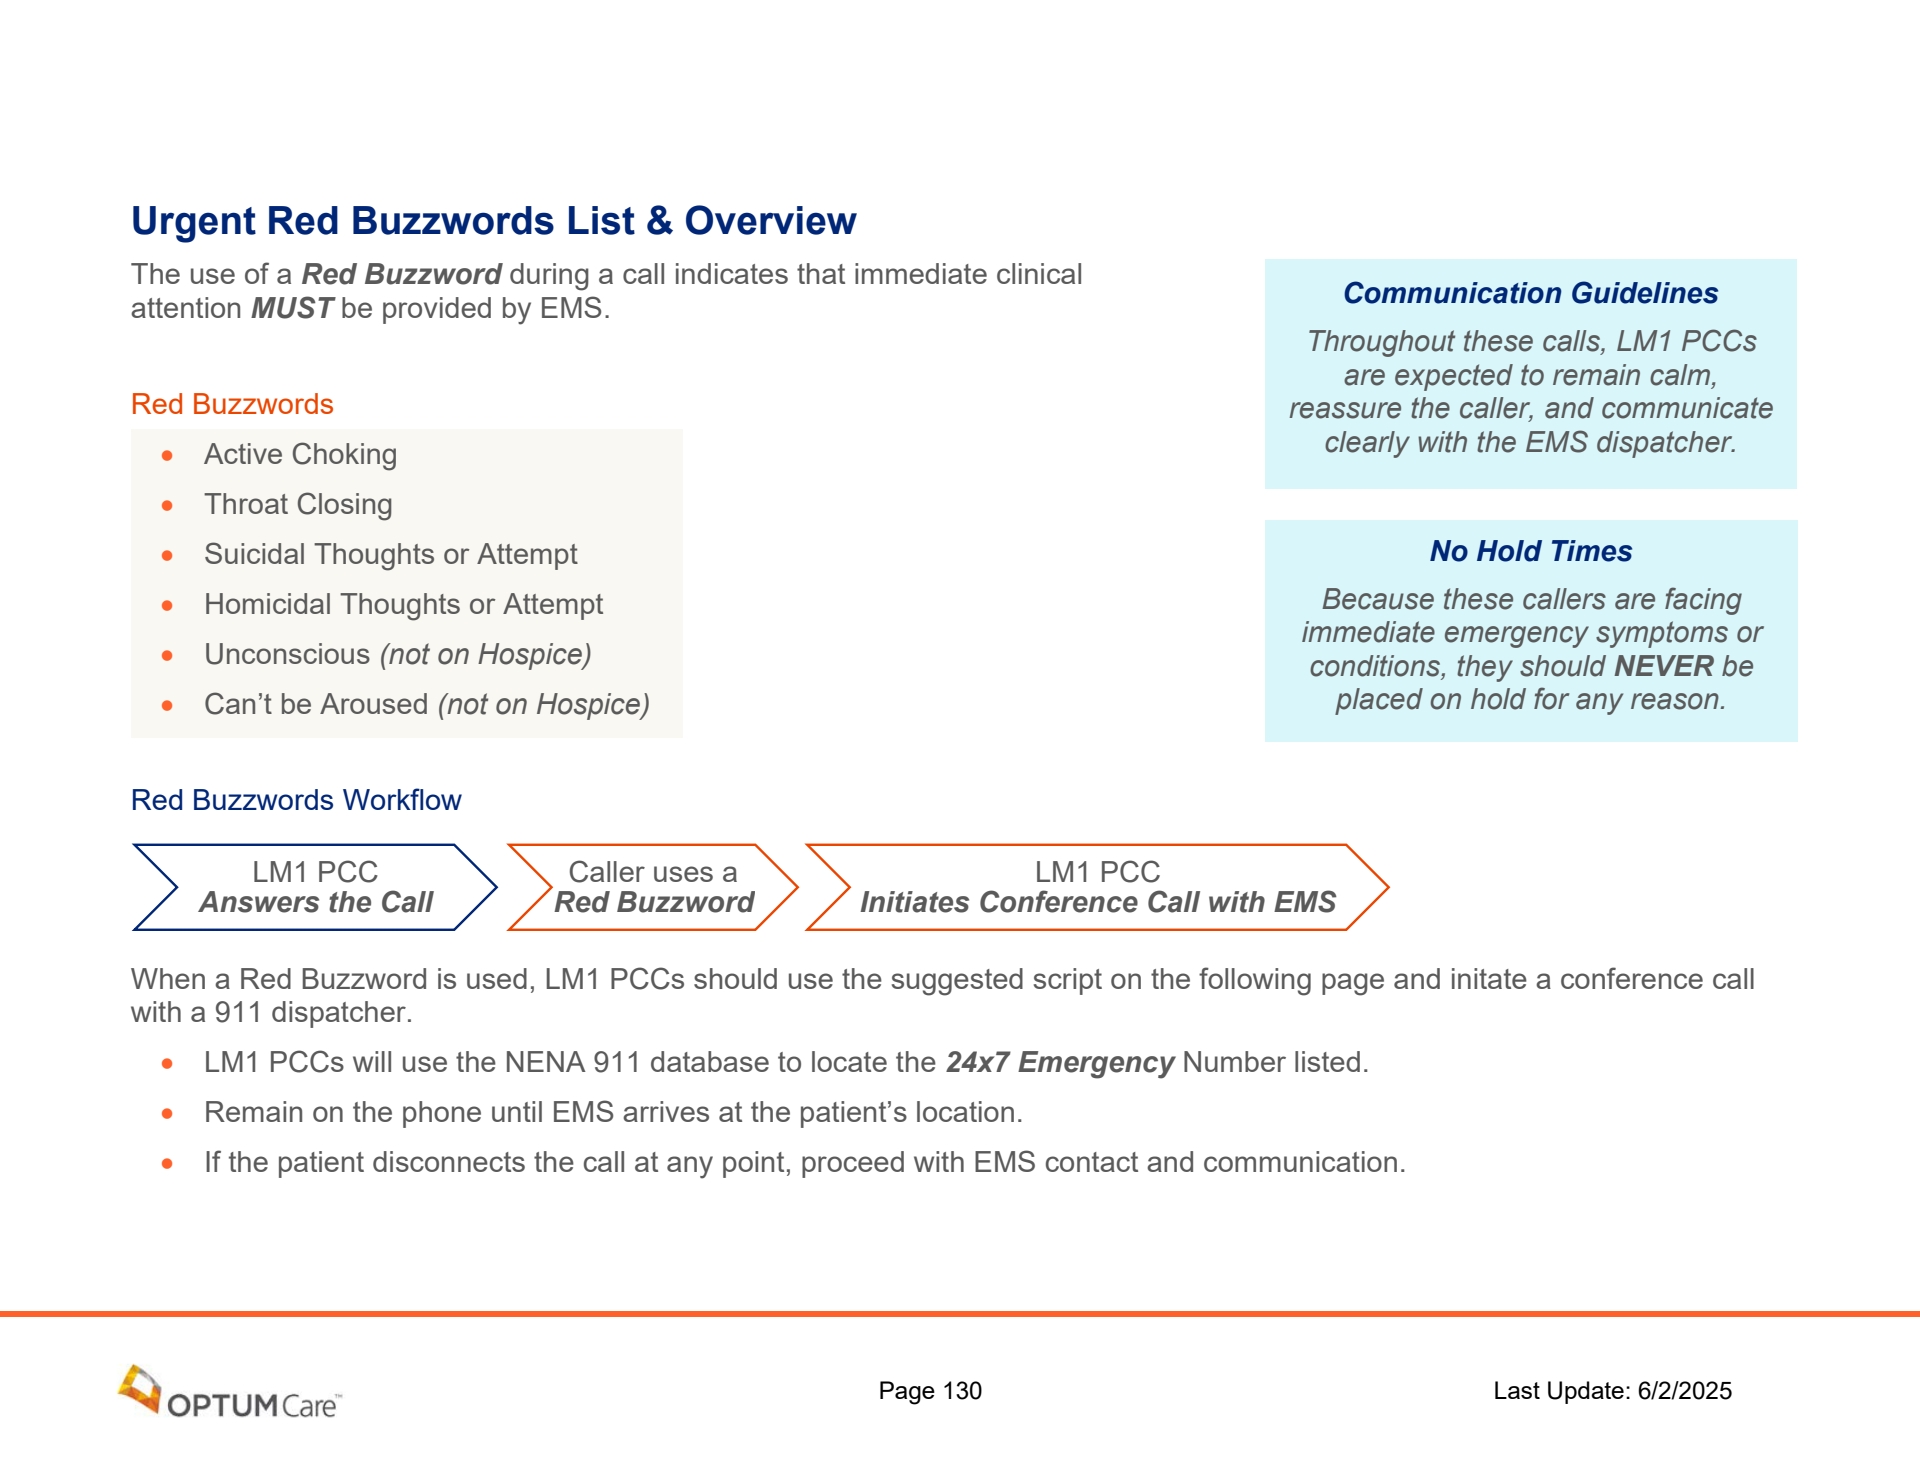 Urgent Red Buzzwords List & Overview
The use of a Red Buzzword during a call indicates that immediate clinical
attention MUST be provided by EMS.
Red Buzzwords
• Active Choking
• Throat Closing
• Suicidal Thoughts or Attempt
• Homicidal Thoughts or Attempt
• Unconscious (not on Hospice)
• Can’t be Aroused (not on Hospice)
Communication Guidelines
Throughout these calls, LM1 PCCs
are expected to remain calm,
reassure the caller, and communicate
clearly with the EMS dispatcher.
No Hold Times
Because these callers are facing
immediate emergency symptoms or
conditions, they should NEVER be
placed on hold for any reason.
Red Buzzwords Workflow
LM1 PCC
Answers the Call
Caller uses a
Red Buzzword
LM1 PCC
Initiates Conference Call with EMS
When a Red Buzzword is used, LM1 PCCs should use the suggested script on the following page and initate a conference call
with a 911 dispatcher.
• LM1 PCCs will use the NENA 911 database to locate the 24x7 Emergency Number listed.
• Remain on the phone until EMS arrives at the patient’s location.
• If the patient disconnects the call at any point, proceed with EMS contact and communication.
OPTUMCare™
Page 130
Last Update: 6/2/2025